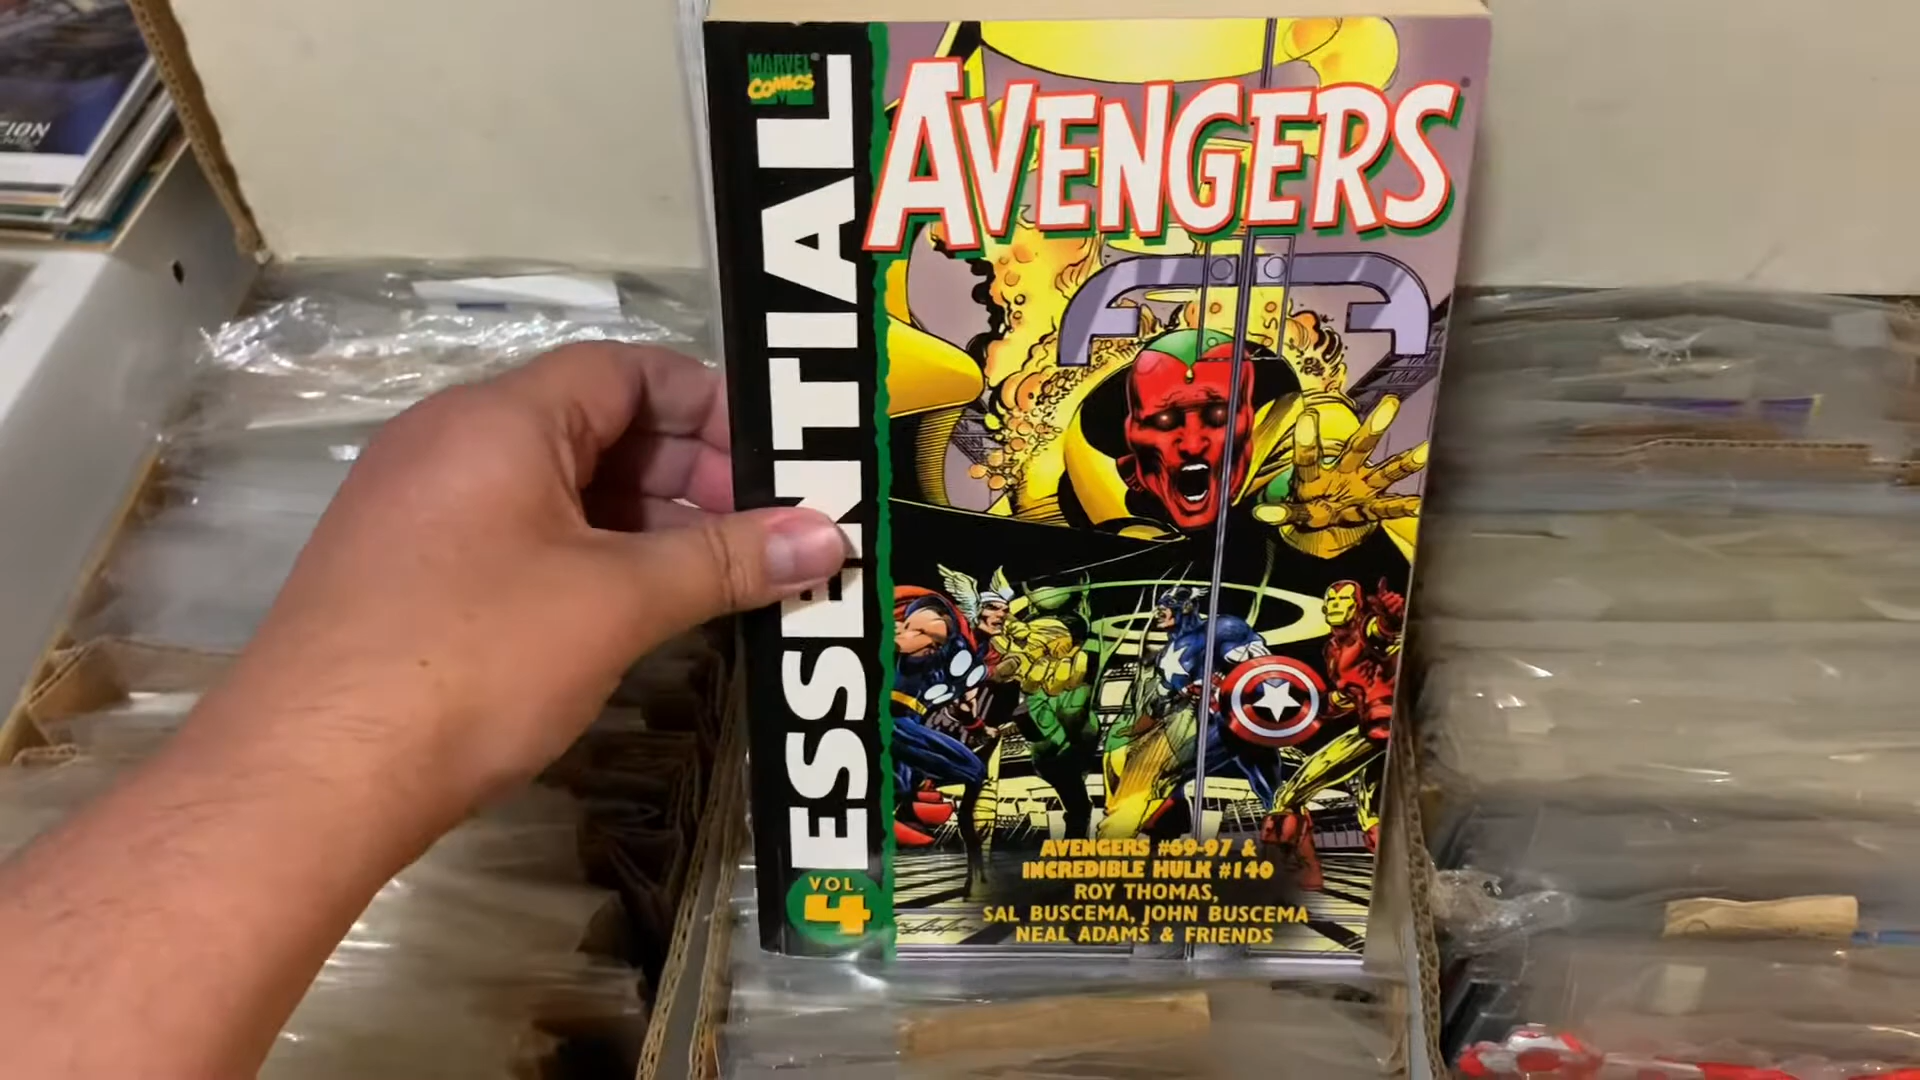 MARVEL
COMICS
ESSENTIAL
VOL.
4
AVENGERS
AVENGERS #69-97 &
INCREDIBLE HULK #140
ROY THOMAS,
SAL BUSCEMA, JOHN BUSCEMA
NEAL ADAMS & FRIENDS